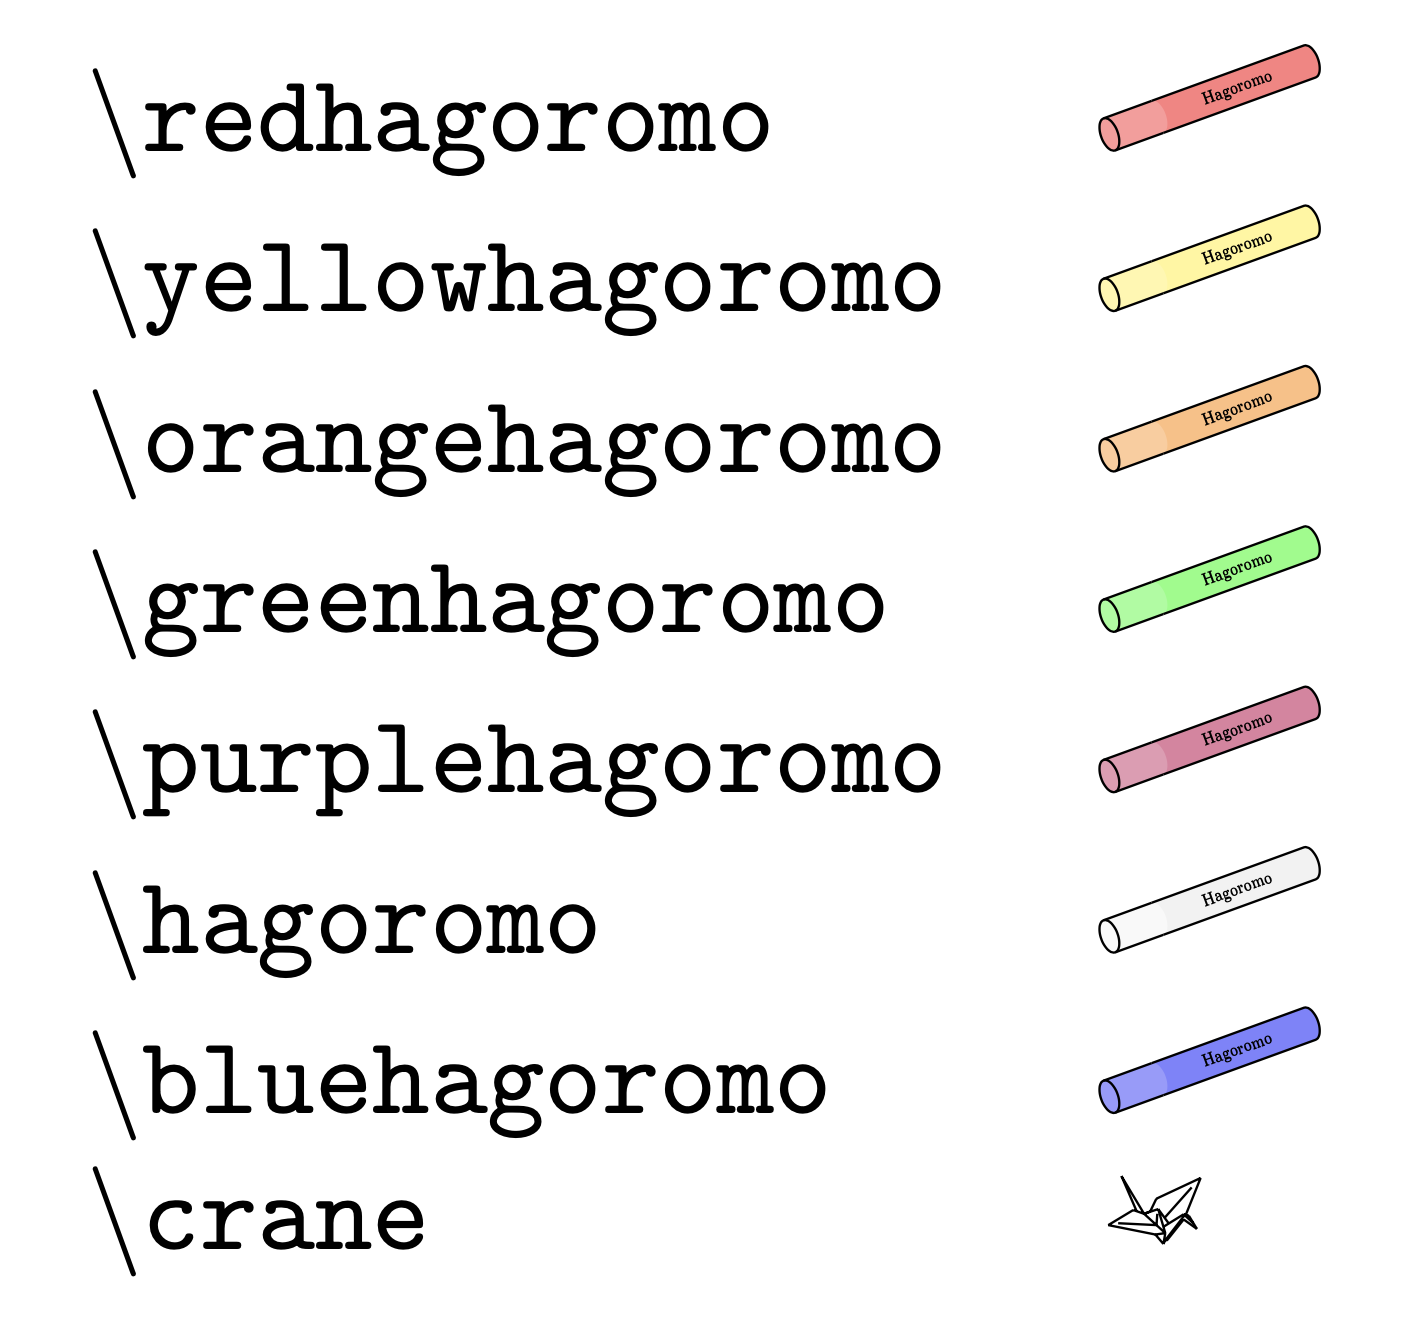 \redhagoromo Hagoromo
\yellowhagoromo Hagoromo
\orangehagoromo Hagoromo
\greenhagoromo Hagoromo
\purplehagoromo Hagoromo
\hagoromo Hagoromo
\bluehagoromo Hagoromo
\crane